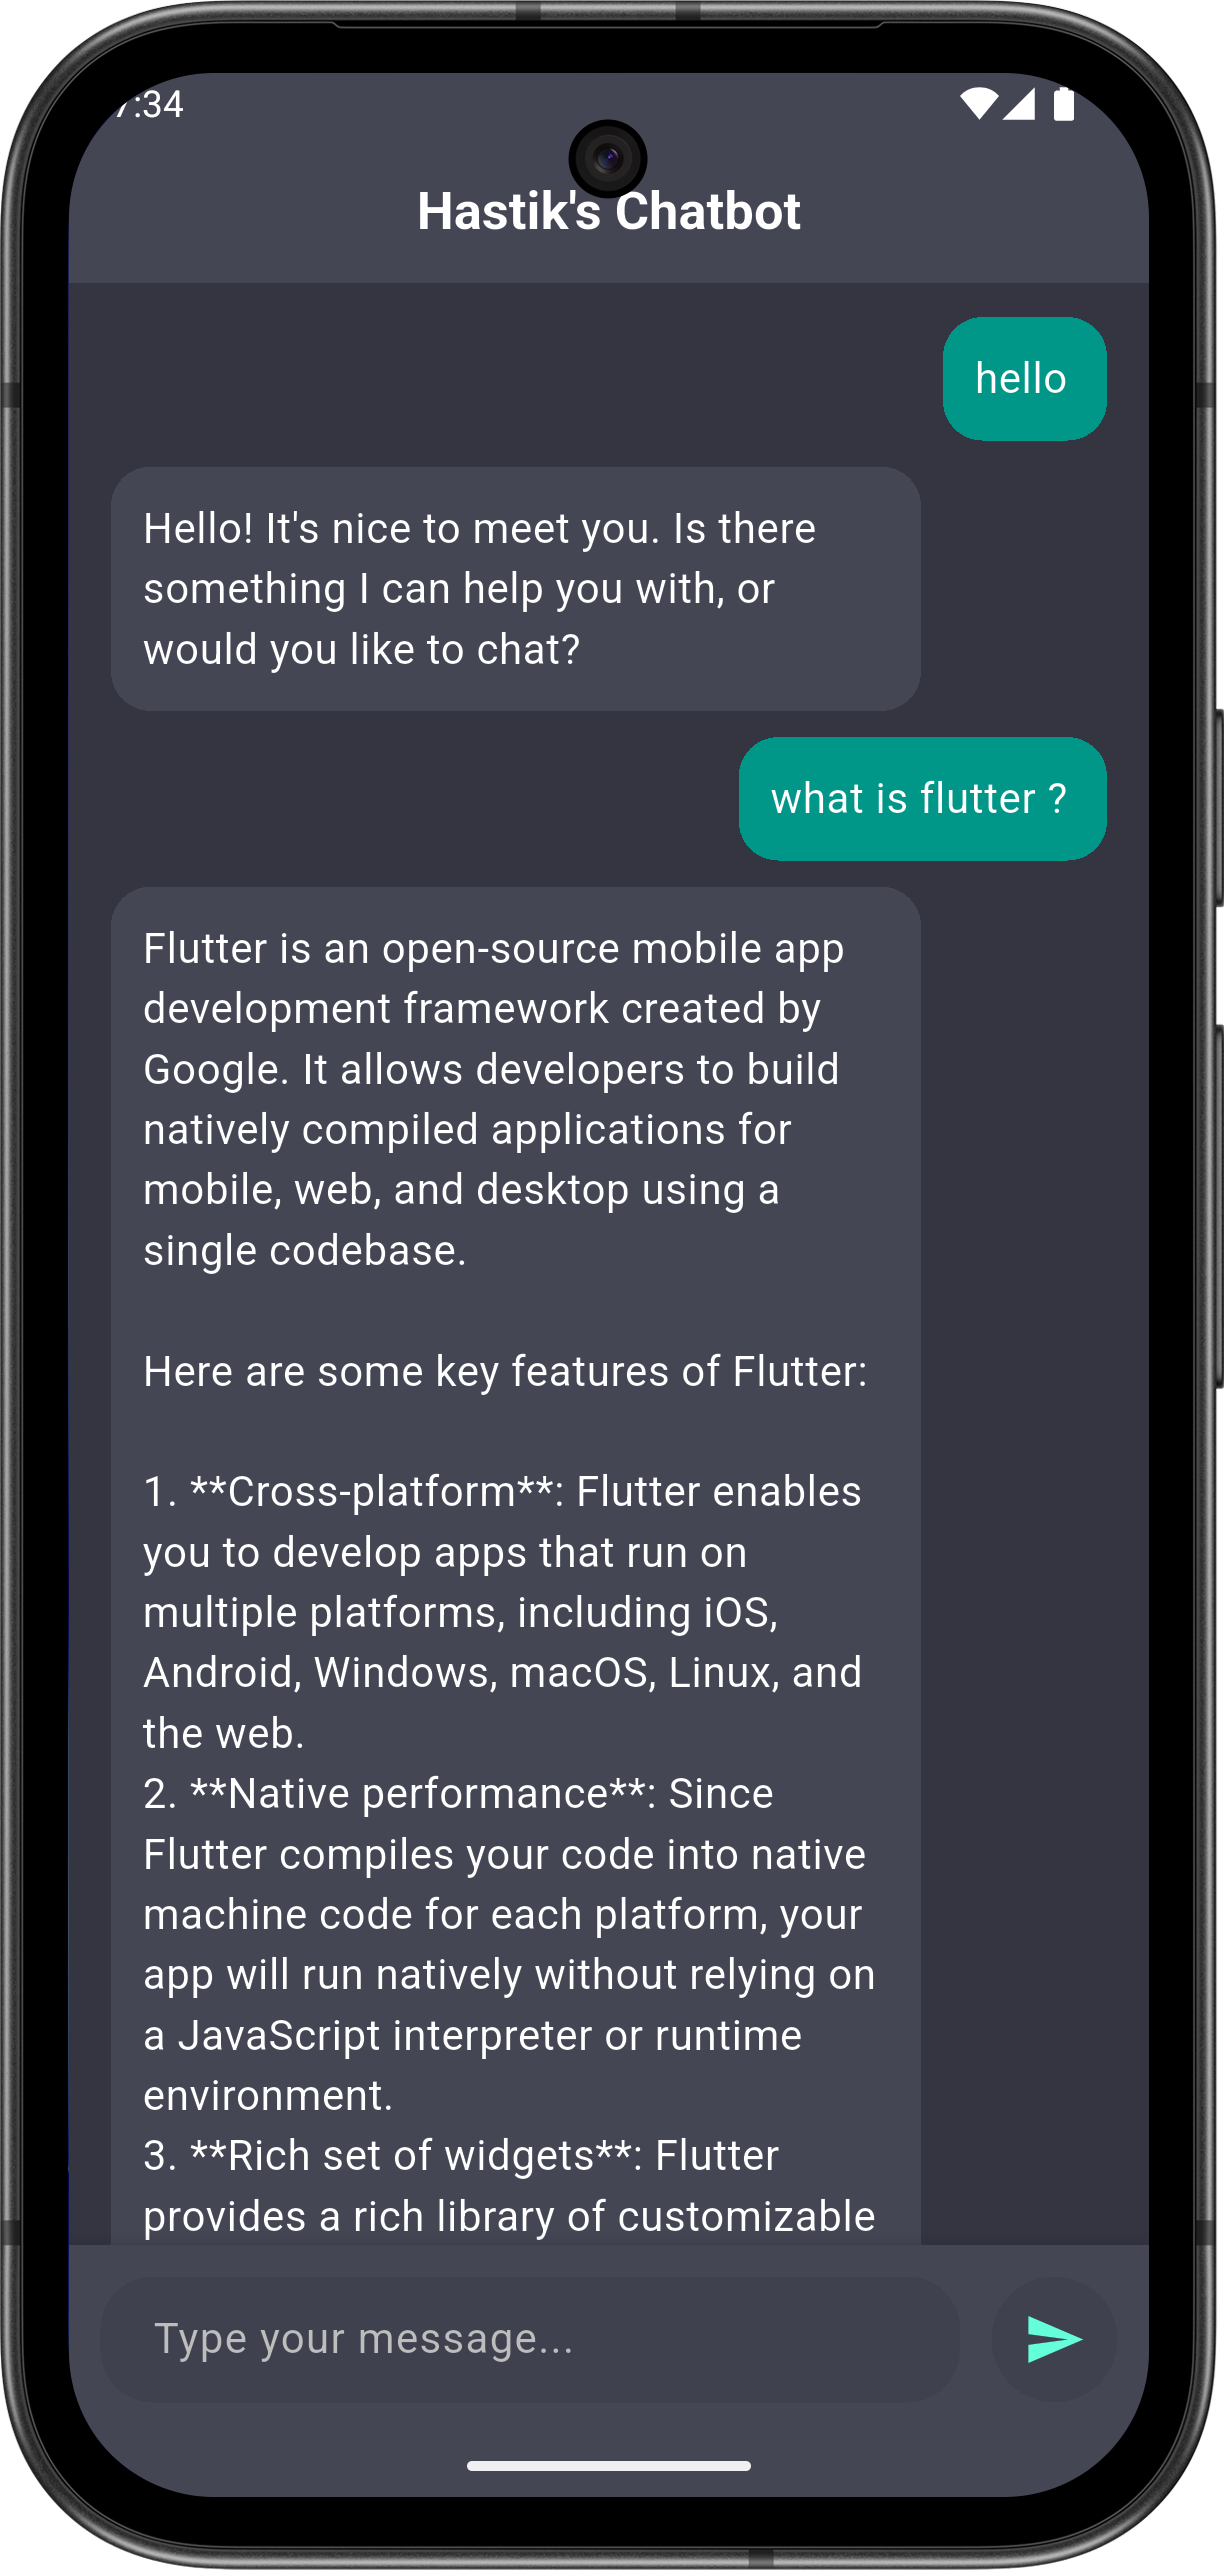 7:34
Hastik's Chatbot
hello
Hello! It's nice to meet you. Is there
something I can help you with, or
would you like to chat?
what is flutter ?
Flutter is an open-source mobile app
development framework created by
Google. It allows developers to build
natively compiled applications for
mobile, web, and desktop using a
single codebase.
Here are some key features of Flutter:
1. **Cross-platform**: Flutter enables
you to develop apps that run on
multiple platforms, including iOS,
Android, Windows, macOS, Linux, and
the web.
2. **Native performance**: Since
Flutter compiles your code into native
machine code for each platform, your
app will run natively without relying on
a JavaScript interpreter or runtime
environment.
3. **Rich set of widgets**: Flutter
provides a rich library of customizable
Type your message...